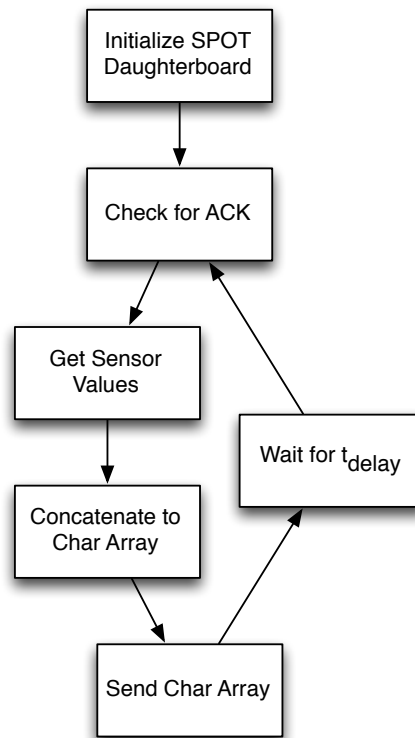 Initialize SPOT
Daughterboard
Check for ACK
Get Sensor
Values
Wait for tdelay
Concatenate to
Char Array
Send Char Array